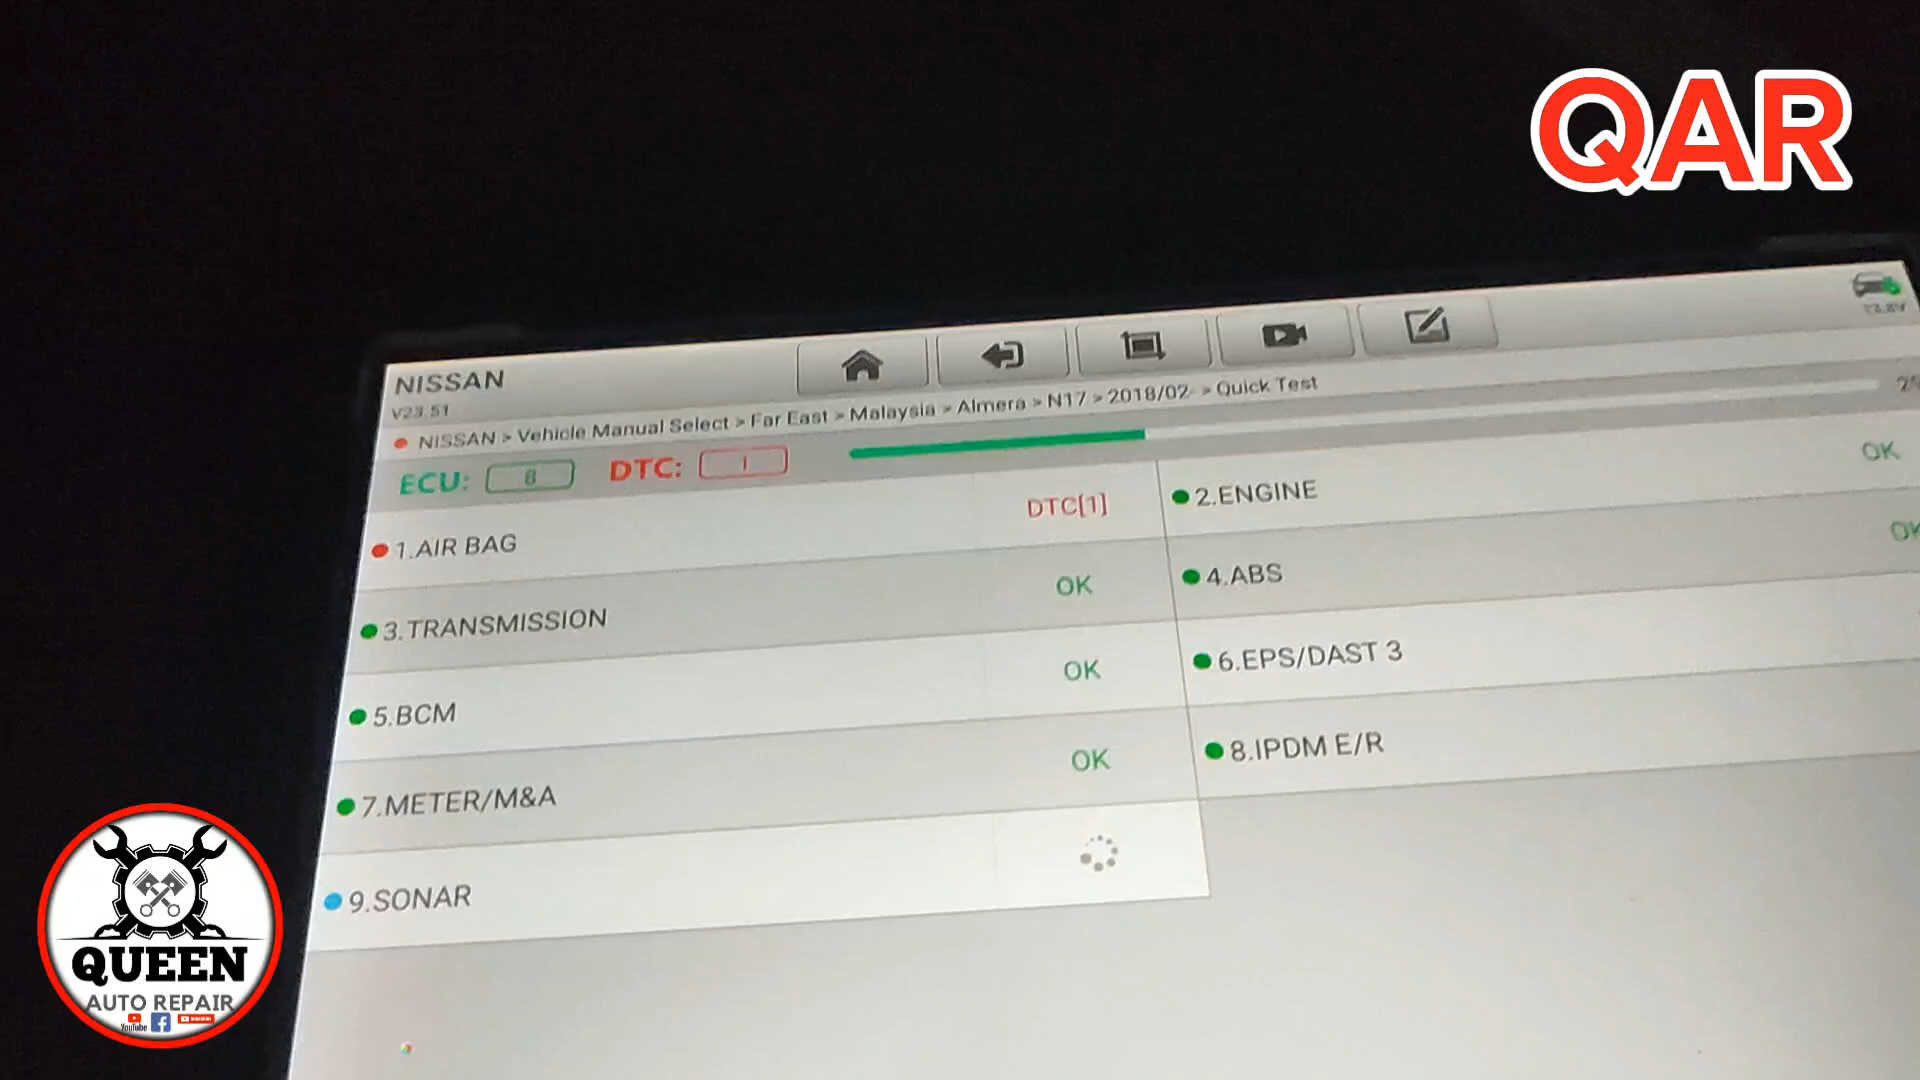 QAR
NISSAN
V23.51
NISSAN > Vehicle Manual Select > Far East > Malaysia > Almera > N17 > 2018/02- > Quick Test
ECU: 8 DTC: 1
1.AIR BAG DTC[1]
2.ENGINE OK
3.TRANSMISSION OK
4.ABS OK
5.BCM OK
6.EPS/DAST 3
7.METER/M&A OK
8.IPDM E/R
9.SONAR
QUEEN
AUTO REPAIR
YouTube